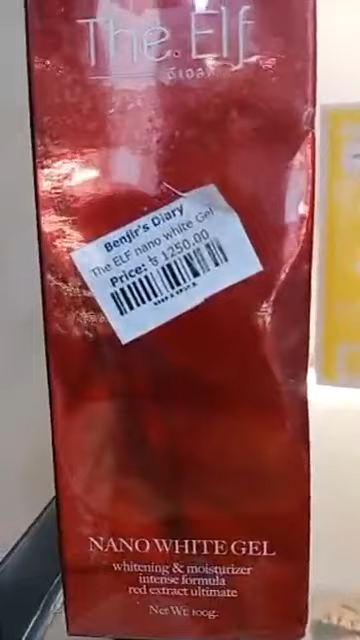 The Elf
Benjir's Diary
The ELF nano white Gel
Price: ৳ 1250.00
NANO WHITE GEL
whitening & moisturizer
intense formula
red extract ultimate
Net Wt. 100g.